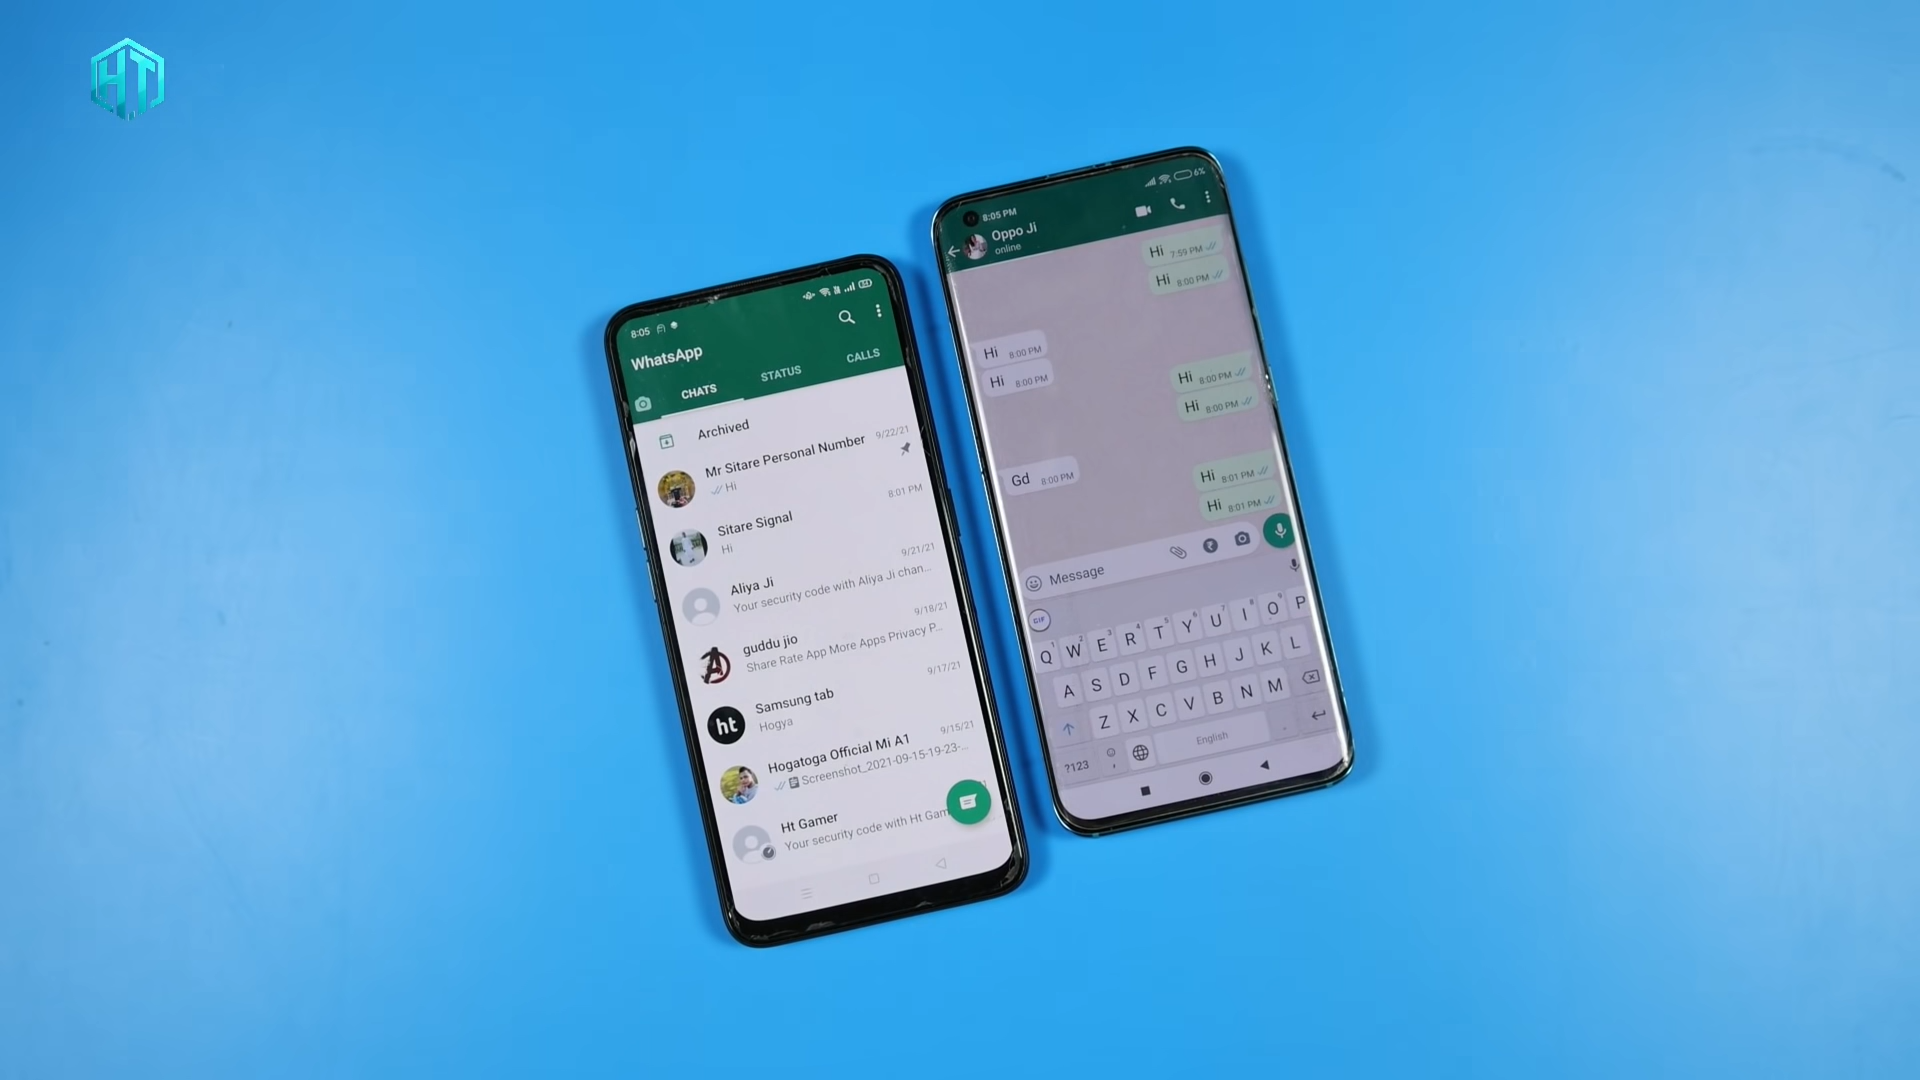 HT
8:05
WhatsApp
CHATS
STATUS
CALLS
Archived
Mr Sitare Personal Number
9/22/21
Hi
Sitare Signal
8:01 PM
Hi
Aliya Ji
9/21/21
Your security code with Aliya Ji chan...
guddu jio
9/18/21
Share Rate App More Apps Privacy P...
Samsung tab
9/17/21
Hogya
ht
Hogatoga Official Mi A1
9/15/21
Screenshot_2021-09-15-19-23-...
Ht Gamer
Your security code with Ht Gam
8:05 PM
6%
Oppo Ji
online
Hi 7:59 PM
Hi 8:00 PM
Hi 8:00 PM
Hi 8:00 PM
Hi 8:00 PM
Hi 8:00 PM
Gd 8:00 PM
Hi 8:01 PM
Hi 8:01 PM
Message
GIF
Q W E R T Y U I O P
A S D F G H J K L
Z X C V B N M
?123 , English .